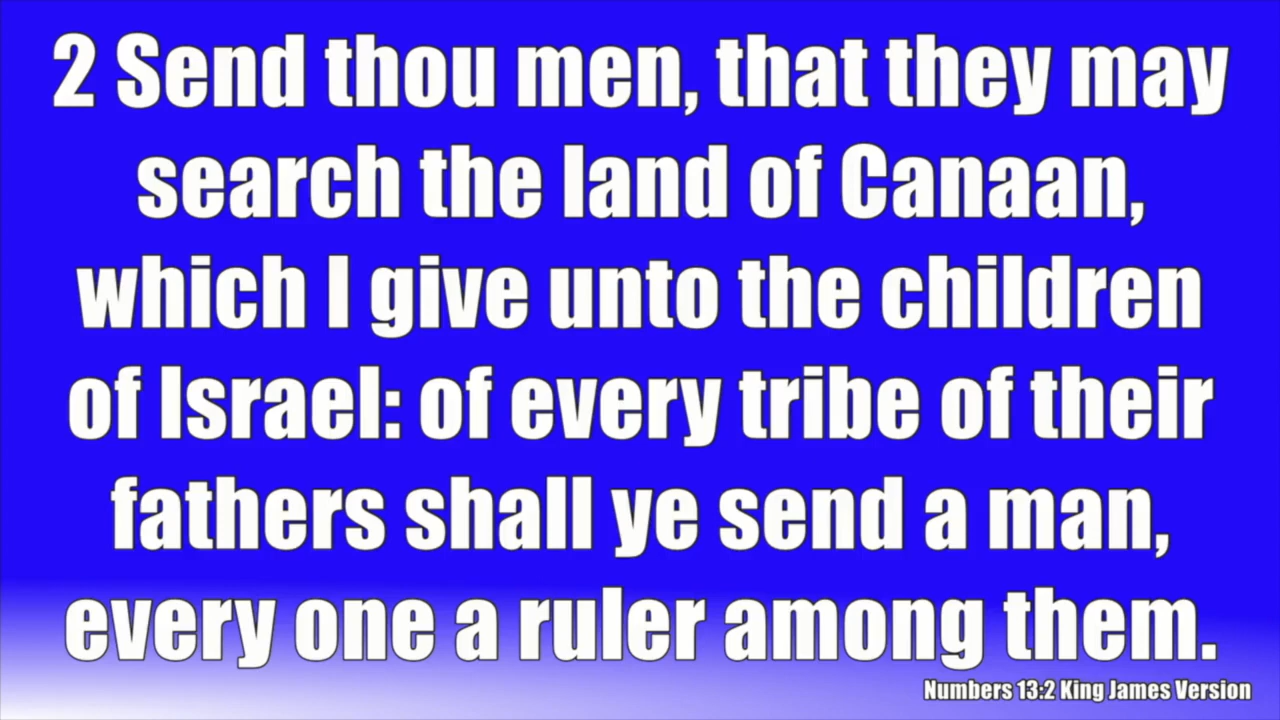 2 Send thou men, that they may
search the land of Canaan,
which I give unto the children
of Israel: of every tribe of their
fathers shall ye send a man,
every one a ruler among them.
Numbers 13:2 King James Version